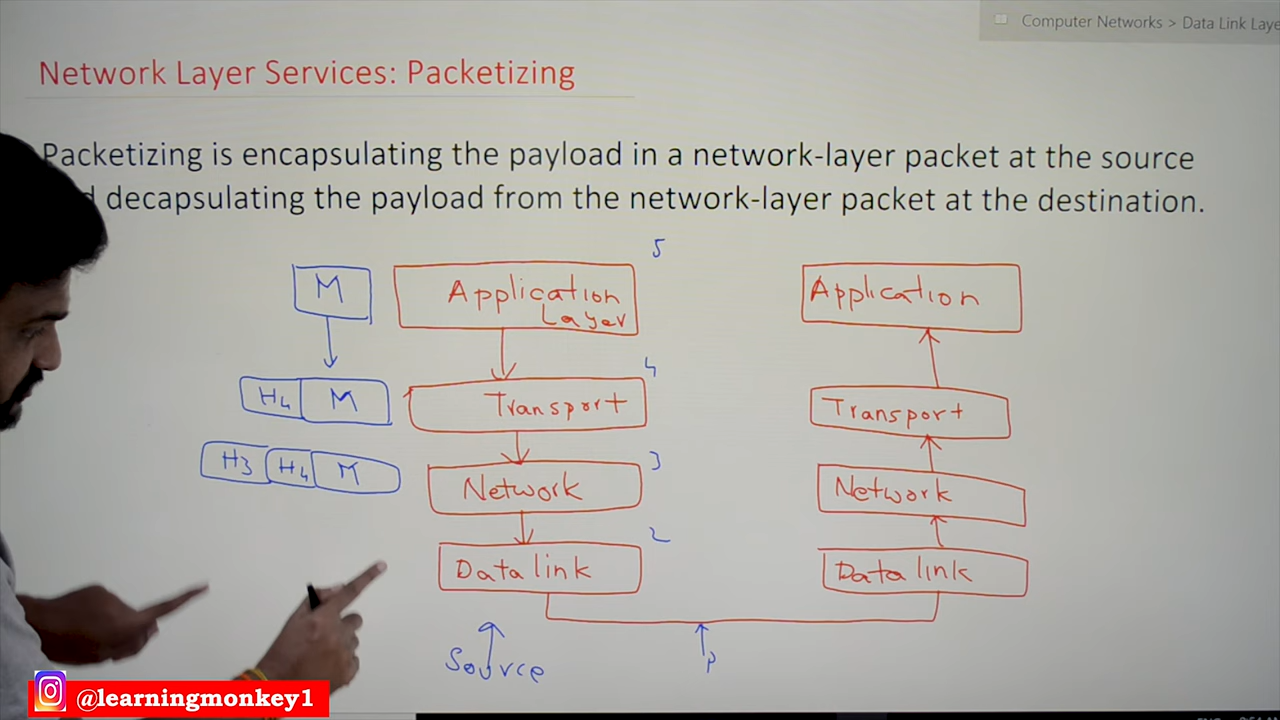 Computer Networks > Data Link Laye
Network Layer Services: Packetizing
Packetizing is encapsulating the payload in a network-layer packet at the source
decapsulating the payload from the network-layer packet at the destination.
5
M
Application
Layer
Application
4
H4 M
Transport
Transport
3
H3 H4 M
Network
Network
2
Data link
Data link
Source
P
@learningmonkey1